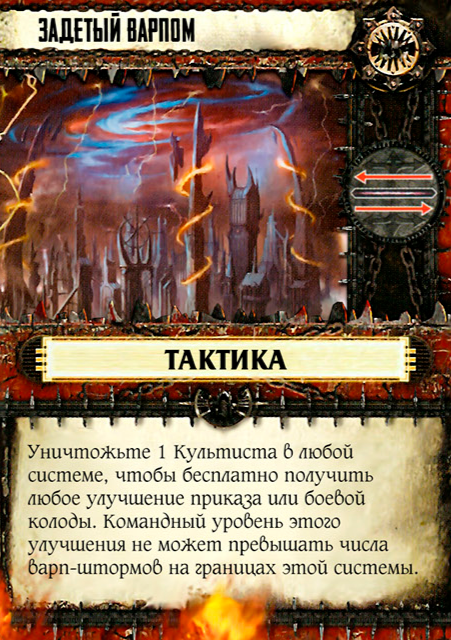 ЗАДЕТЫЙ ВАРПОМ
ТАКТИКА
Уничтожьте 1 Культиста в любой
системе, чтобы бесплатно получить
любое улучшение приказа или боевой
колоды. Командный уровень этого
улучшения не может превышать числа
варп-штормов на границах этой системы.